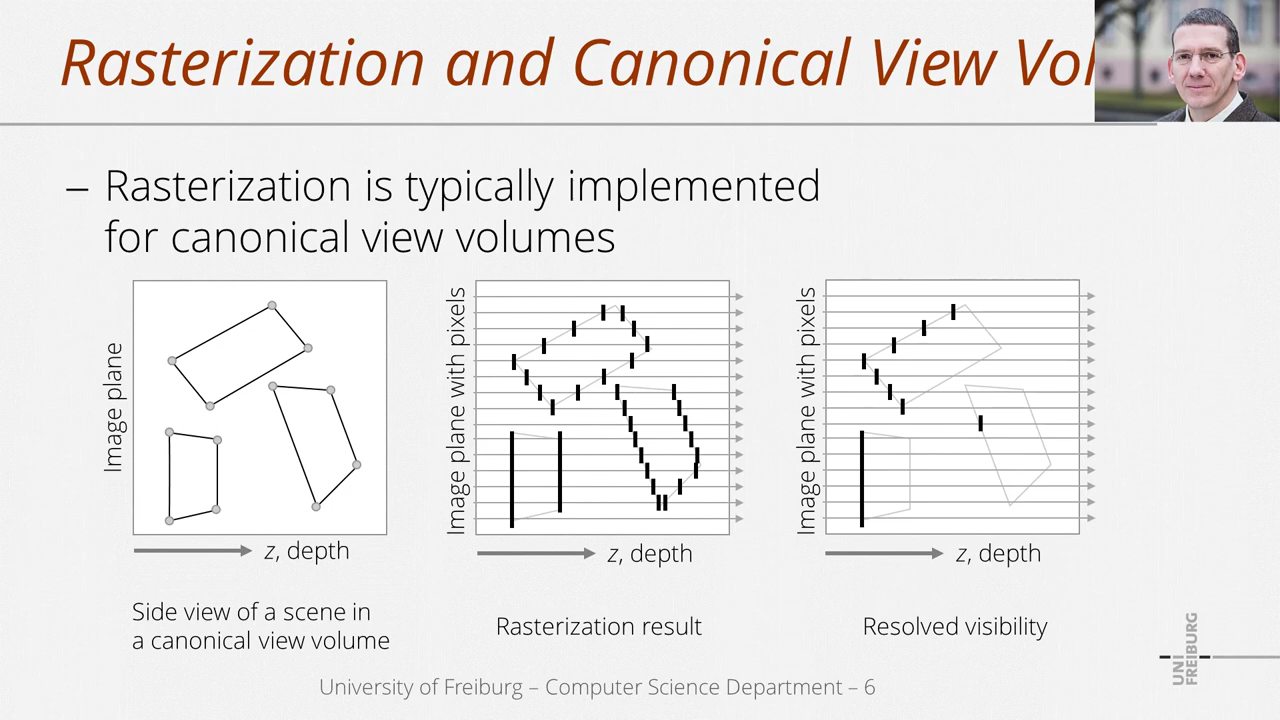 Rasterization and Canonical View Vol
– Rasterization is typically implemented
for canonical view volumes
Image plane
z, depth
Side view of a scene in
a canonical view volume
Image plane with pixels
z, depth
Rasterization result
Image plane with pixels
z, depth
Resolved visibility
University of Freiburg – Computer Science Department – 6
UNI
FREIBURG